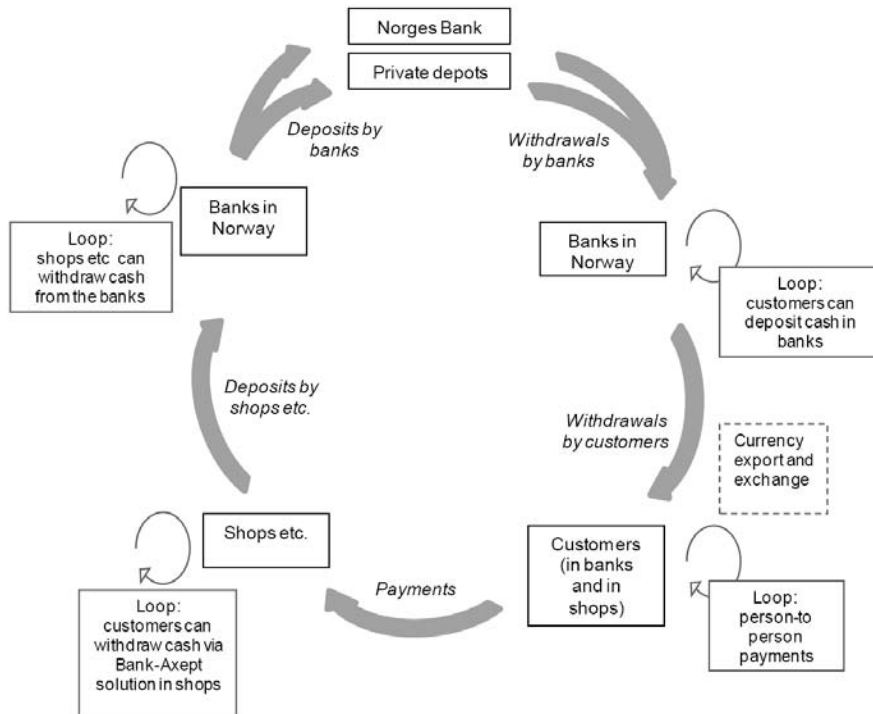 Norges Bank
Private depots
Deposits by
banks
Withdrawals
by banks
Banks in
Norway
Loop:
shops etc can
withdraw cash
from the banks
Banks in
Norway
Loop:
customers can
deposit cash in
banks
Deposits by
shops etc.
Withdrawals
by customers
Currency
export and
exchange
Shops etc.
Customers
(in banks
and in
shops)
Payments
Loop:
customers can
withdraw cash via
Bank-Axept
solution in shops
Loop:
person-to
person
payments